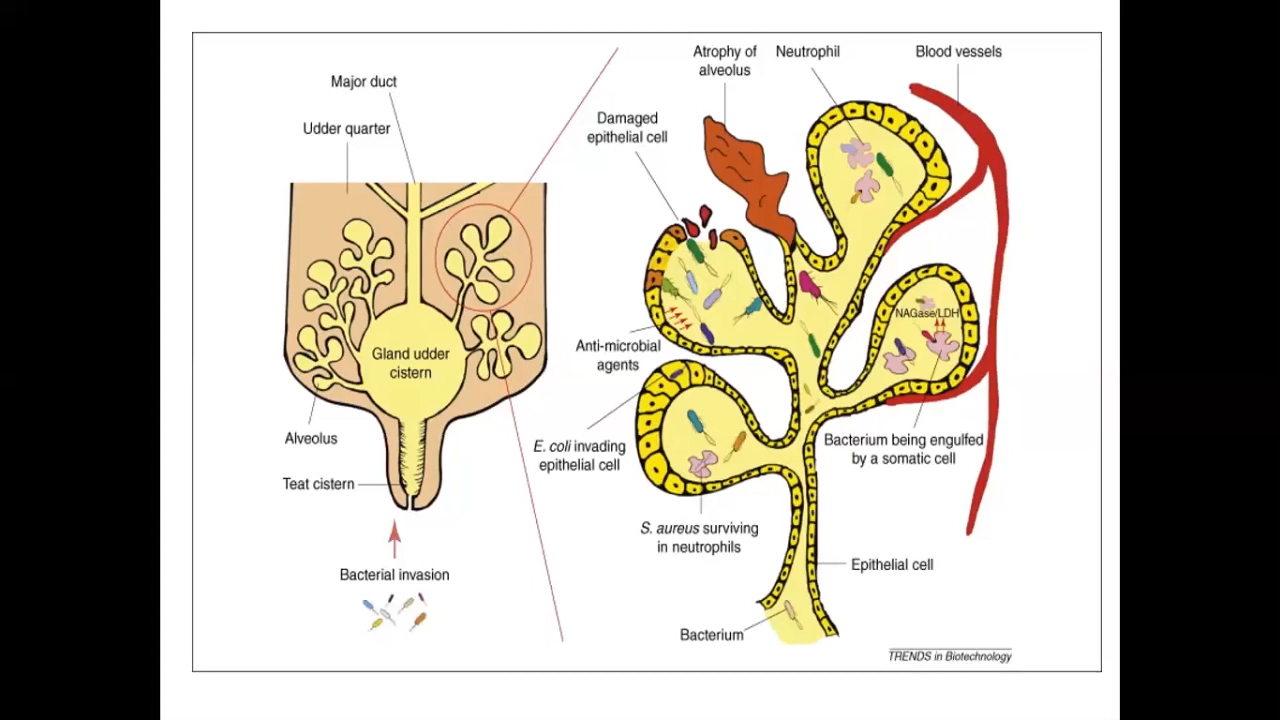 Major duct
Udder quarter
Gland udder
cistern
Alveolus
Teat cistern
Bacterial invasion
Atrophy of
alveolus
Neutrophil
Blood vessels
Damaged
epithelial cell
NAGase/LDH
Anti-microbial
agents
E. coli invading
epithelial cell
Bacterium being engulfed
by a somatic cell
S. aureus surviving
in neutrophils
Epithelial cell
Bacterium
TRENDS in Biotechnology